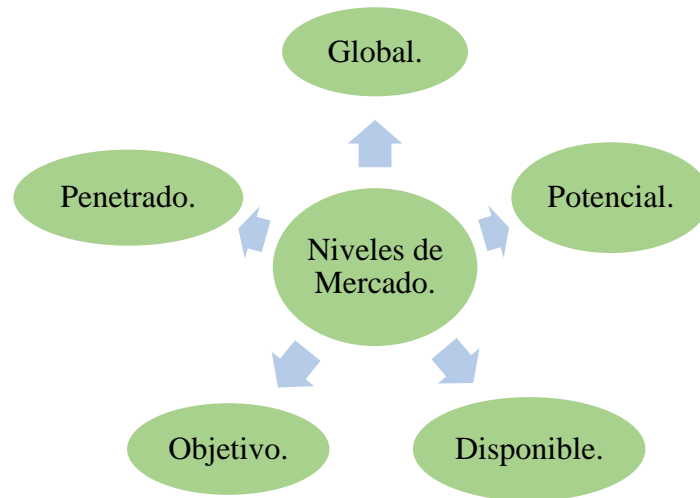 Global.
Penetrado.
Potencial.
Niveles de
Mercado.
Objetivo.
Disponible.